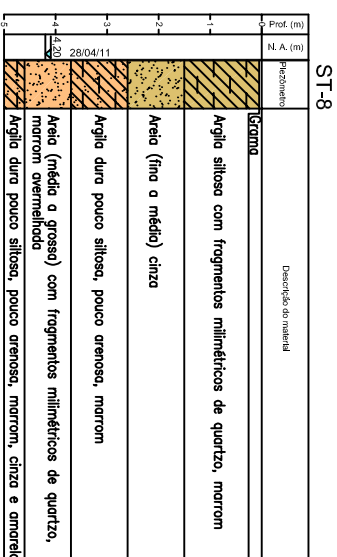 ST-8
Prof. (m)
N. A. (m)
Piezômetro
Descrição do material
0
1
2
3
4
5
28/04/11
4,20
Grama
Argila siltosa com fragmentos milimétricos de quartzo, marrom
Areia (fina a média) cinza
Argila dura pouco siltosa, pouco arenosa, marrom
Areia (média a grossa) com fragmentos milimétricos de quartzo,
marrom avermelhada
Argila dura pouco siltosa, pouco arenosa, marrom, cinza e amarelo